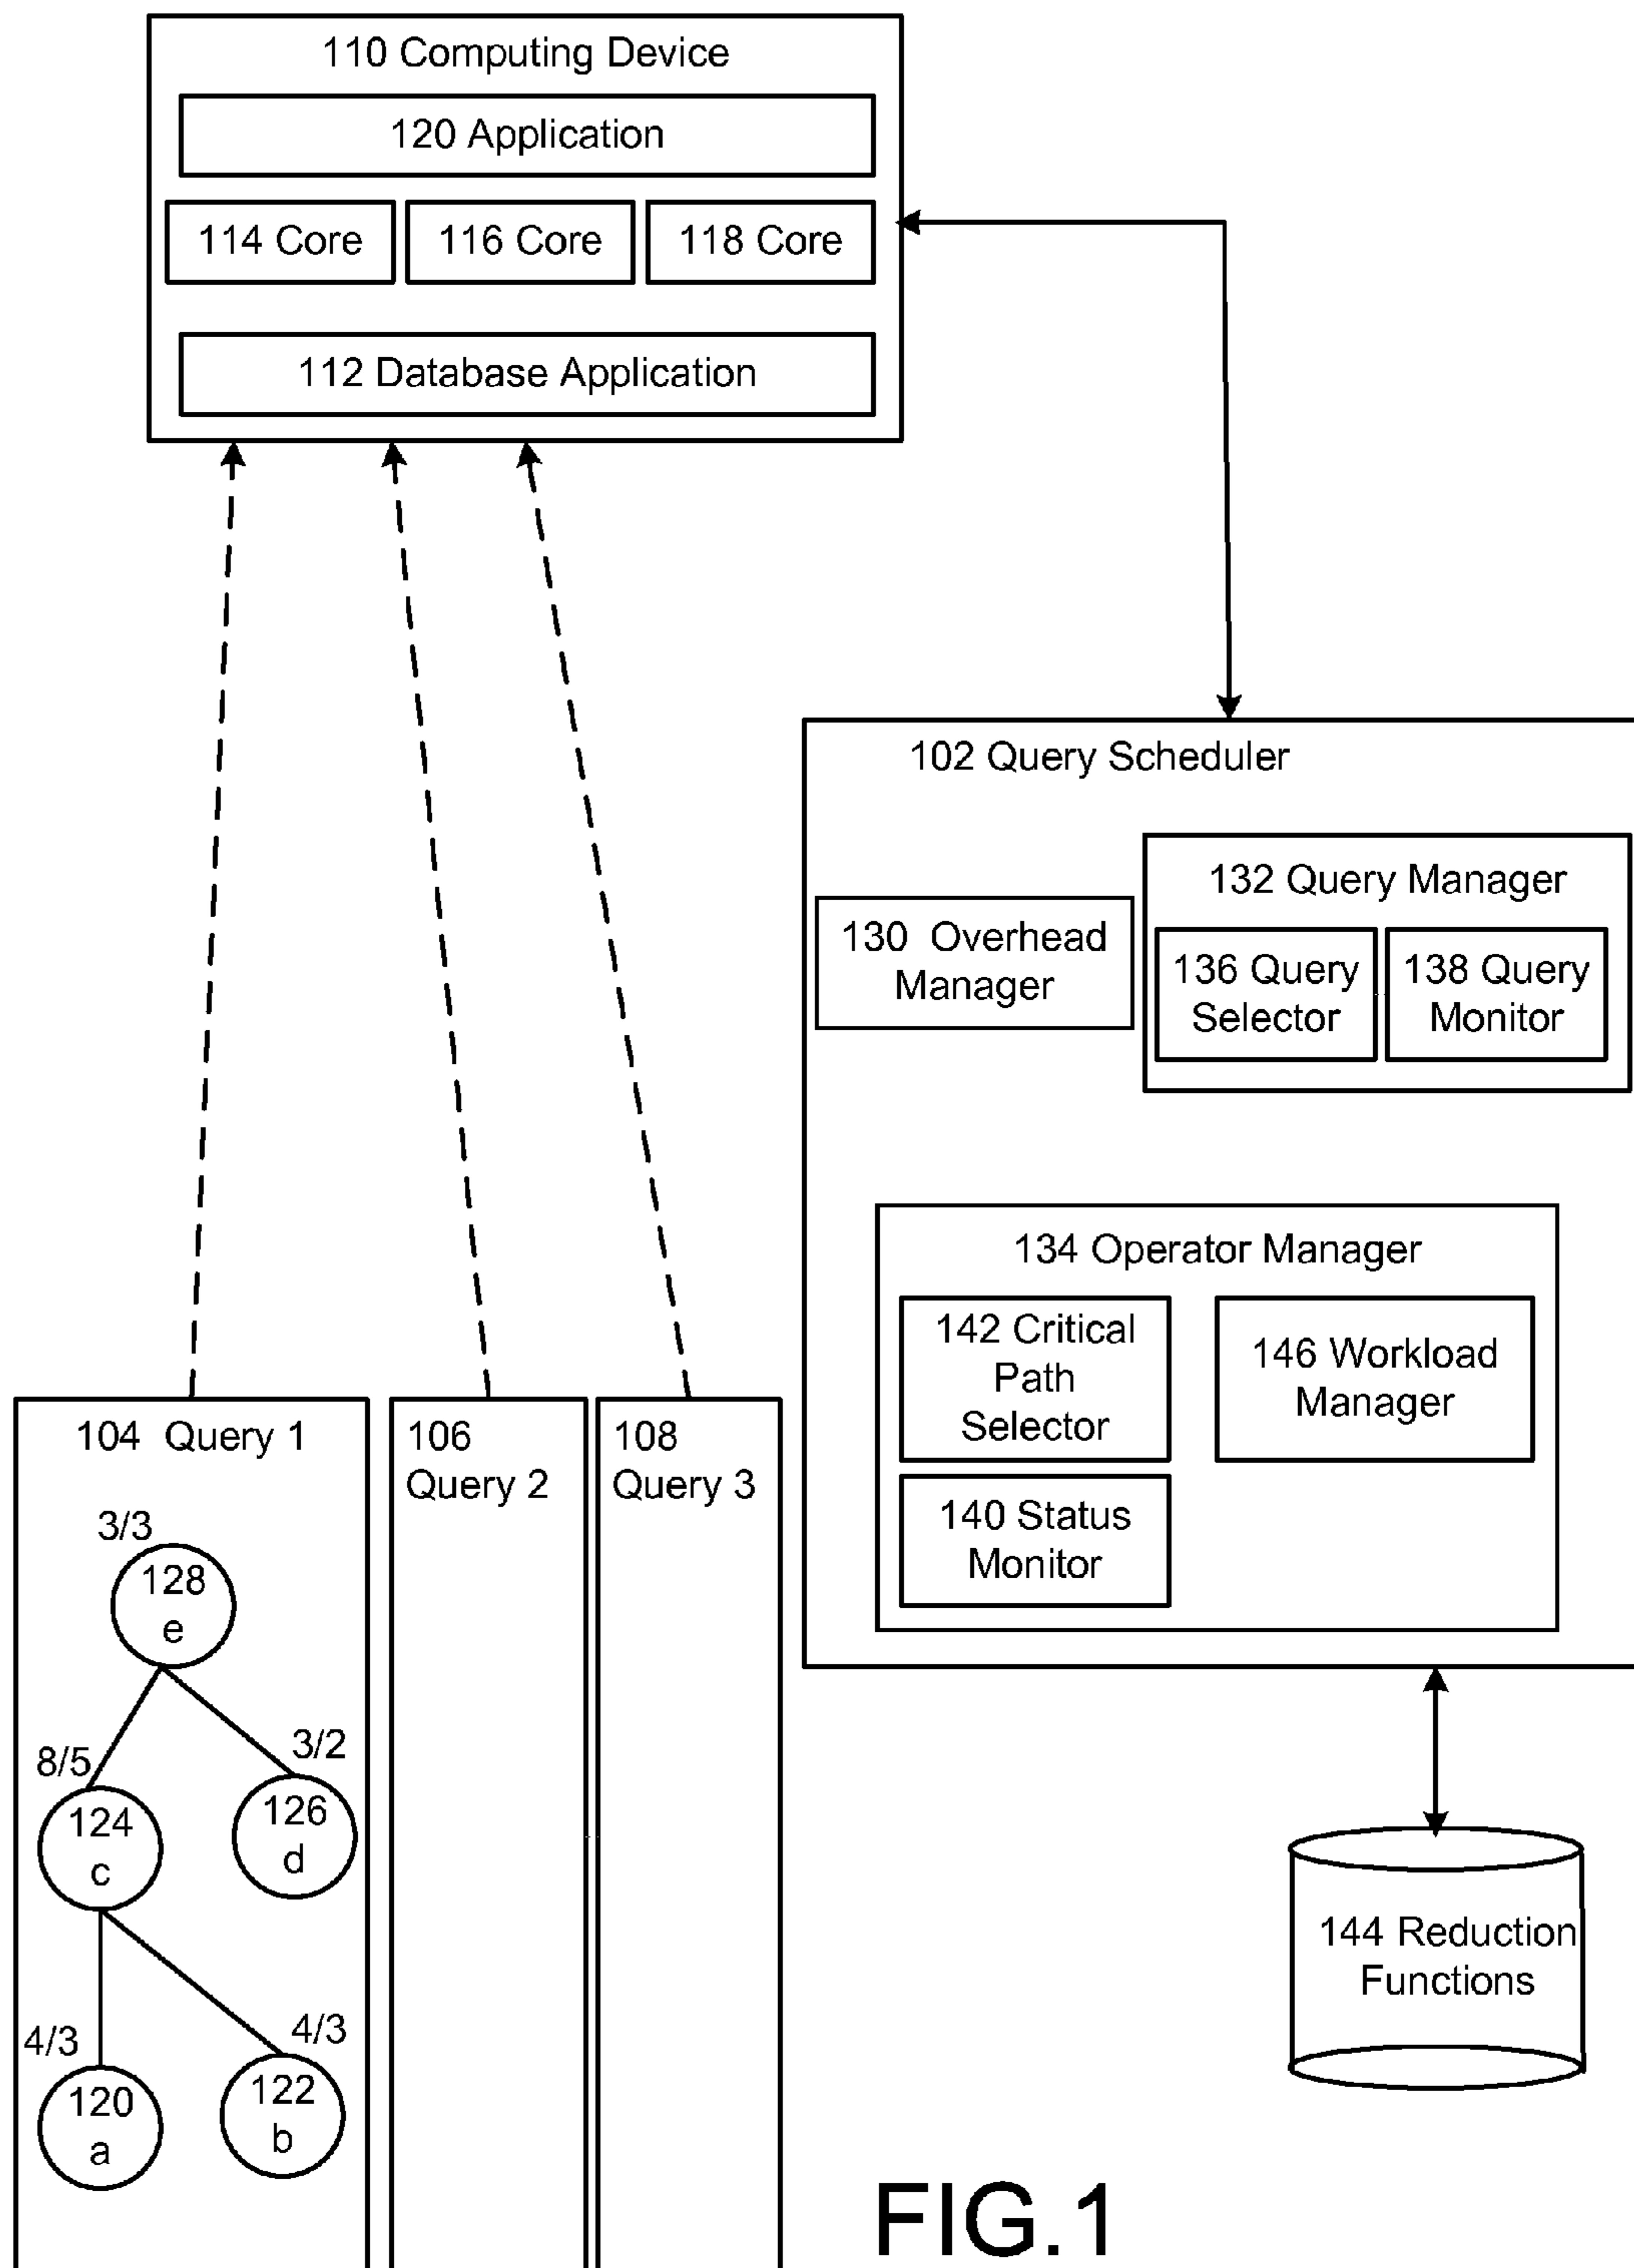 110 Computing Device
120 Application
114 Core
116 Core
118 Core
112 Database Application
102 Query Scheduler
132 Query Manager
130 Overhead
Manager
136 Query
Selector
138 Query
Monitor
134 Operator Manager
142 Critical
Path
Selector
146 Workload
Manager
140 Status
Monitor
104 Query 1
106
Query 2
108
Query 3
3/3
128
e
8/5
3/2
124
c
126
d
4/3
4/3
120
a
122
b
144 Reduction
Functions
FIG.1